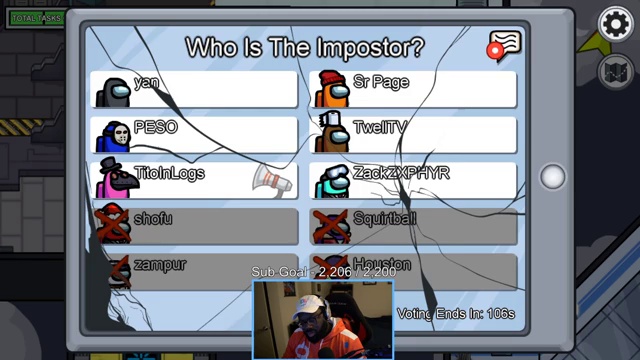 TOTAL TASKS
Who Is The Impostor?
yan
Sr Page
PESO
TwellTV
TitoInLogs
ZackZXPHYR
shofu
Squirtball
zampur
Houston
Sub-Goal - 2,206 / 2,200
Voting Ends In: 106s